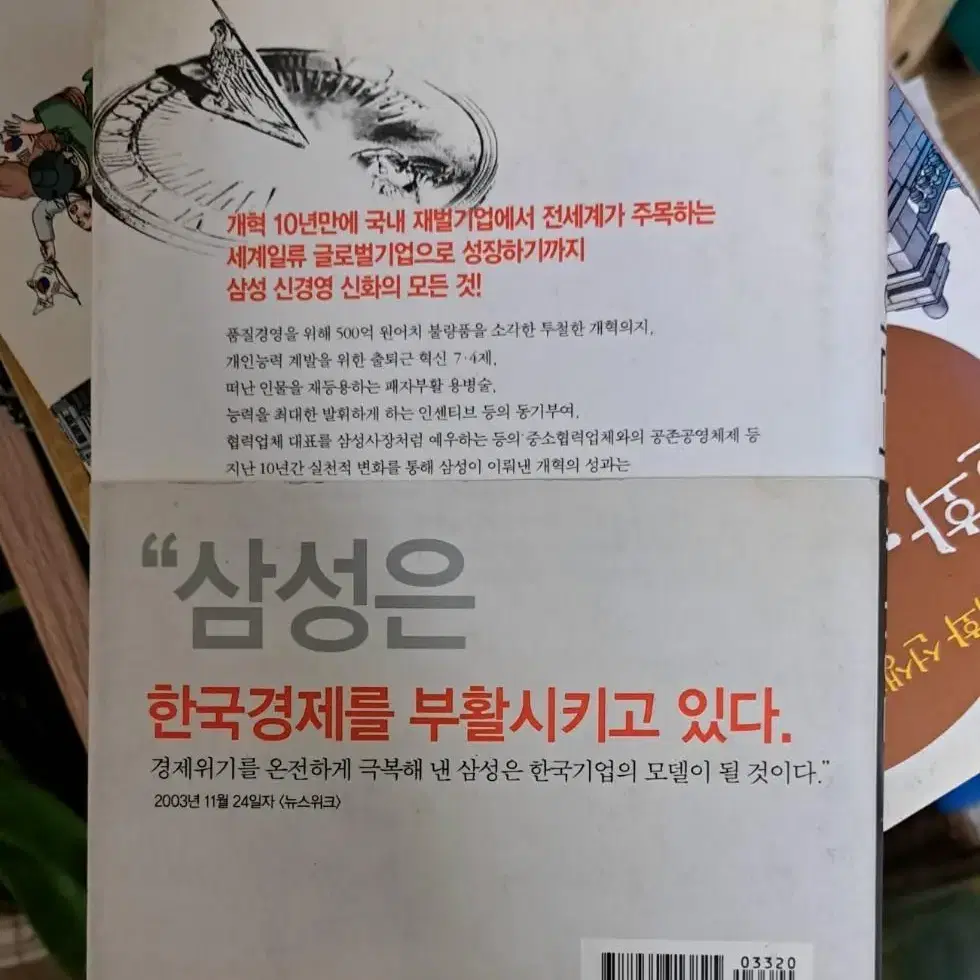 개혁 10년만에 국내 재벌기업에서 전세계가 주목하는
세계일류 글로벌기업으로 성장하기까지
삼성 신경영 신화의 모든 것!
품질경영을 위해 500억 원어치 불량품을 소각한 투철한 개혁의지,
개인능력 계발을 위한 출퇴근 혁신 7·4제,
떠난 인물을 재등용하는 패자부활 용병술,
능력을 최대한 발휘하게 하는 인센티브 등의 동기부여,
협력업체 대표를 삼성사장처럼 예우하는 등의 중소협력업체와의 공존공영체제 등
지난 10년간 실천적 변화를 통해 삼성이 이뤄낸 개혁의 성과는
“삼성은
한국경제를 부활시키고 있다.
경제위기를 온전하게 극복해 낸 삼성은 한국기업의 모델이 될 것이다.”
2003년 11월 24일자 〈뉴스위크〉
03320